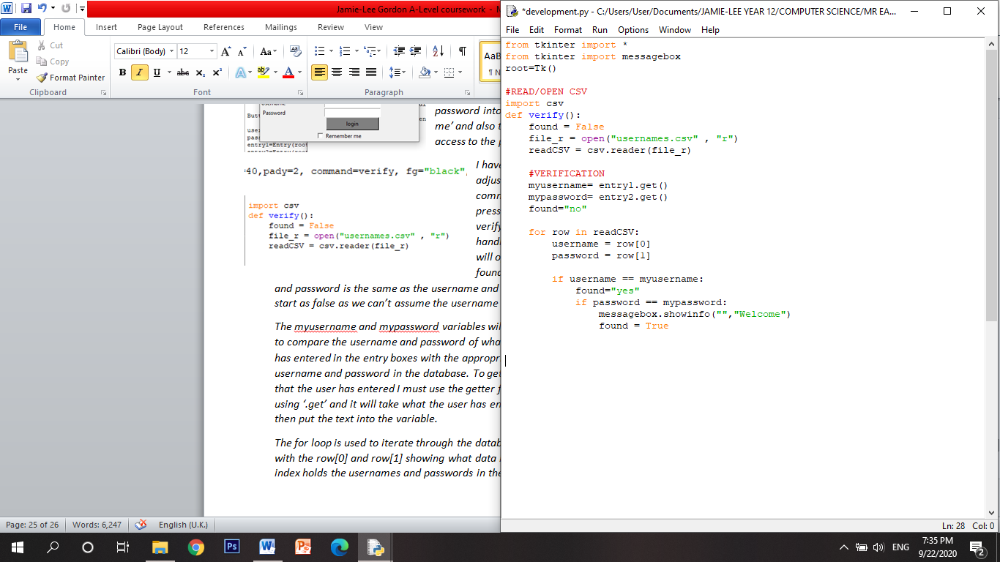 Jamie-Lee Gordon A-Level coursework - M
File Home Insert Page Layout References Mailings Review View
Paste
Cut
Copy
Format Painter
Calibri (Body) 12
AaB
¶ N
Clipboard Font Paragraph
Password
login
Remember me
Butt
user
pass
entry1=Entry(root
entry2=Entry(root
en
password into
me’ and also t
access to the p
=40,pady=2, command=verify, fg="black",
I have
adjus
comm
press
verify
hand
will o
found
import csv
def verify():
found = False
file_r = open("usernames.csv" , "r")
readCSV = csv.reader(file_r)
and password is the same as the username and
start as false as we can’t assume the username
The myusername and mypassword variables wil
to compare the username and password of wha
has entered in the entry boxes with the appropr
username and password in the database. To get
that the user has entered I must use the getter f
using ‘.get’ and it will take what the user has en
then put the text into the variable.
The for loop is used to iterate through the datab
with the row[0] and row[1] showing what data
index holds the usernames and passwords in the
Page: 25 of 26 Words: 6,247 English (U.K.)
*development.py - C:/Users/User/Documents/JAMIE-LEE YEAR 12/COMPUTER SCIENCE/MR EA...
File Edit Format Run Options Window Help
from tkinter import *
from tkinter import messagebox
root=Tk()
#READ/OPEN CSV
import csv
def verify():
found = False
file_r = open("usernames.csv" , "r")
readCSV = csv.reader(file_r)
#VERIFICATION
myusername= entry1.get()
mypassword= entry2.get()
found="no"
for row in readCSV:
username = row[0]
password = row[1]
if username == myusername:
found="yes"
if password == mypassword:
messagebox.showinfo("","Welcome")
found = True
Ln: 28 Col: 0
ENG
7:35 PM
9/22/2020
2